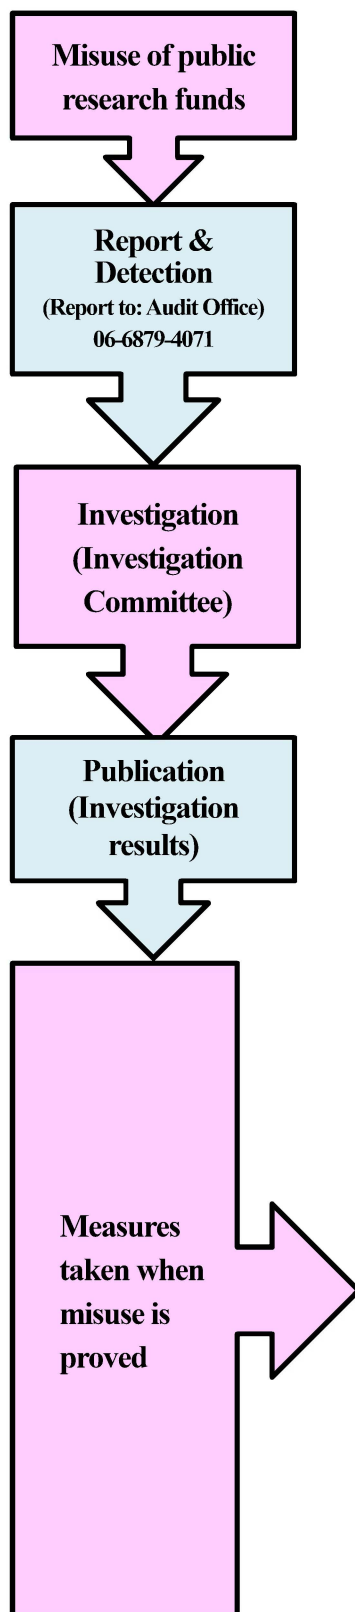 Misuse of public
research funds
Report &
Detection
(Report to: Audit Office)
06-6879-4071
Investigation
(Investigation
Committee)
Publication
(Investigation
results)
Measures
taken when
misuse is
proved